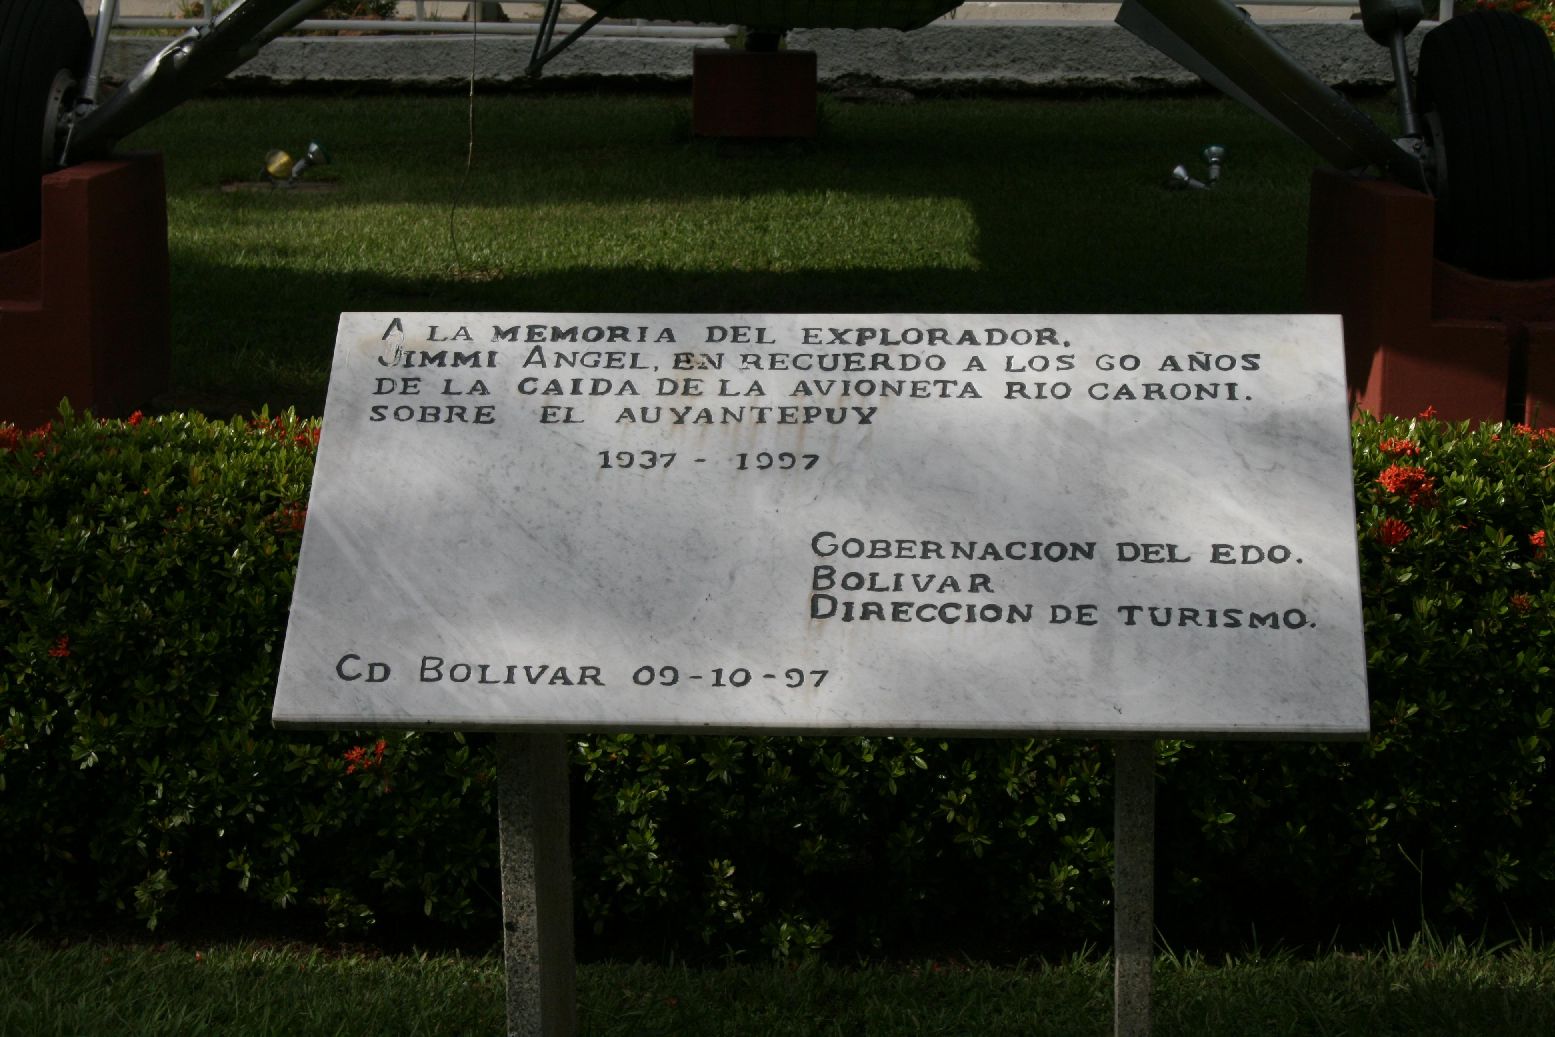 A LA MEMORIA DEL EXPLORADOR.
JIMMI ANGEL, EN RECUERDO A LOS 60 AÑOS
DE LA CAIDA DE LA AVIONETA RIO CARONI.
SOBRE EL AUYANTEPUY
1937 - 1997
GOBERNACION DEL EDO.
BOLIVAR
DIRECCION DE TURISMO.
CD BOLIVAR 09-10-97